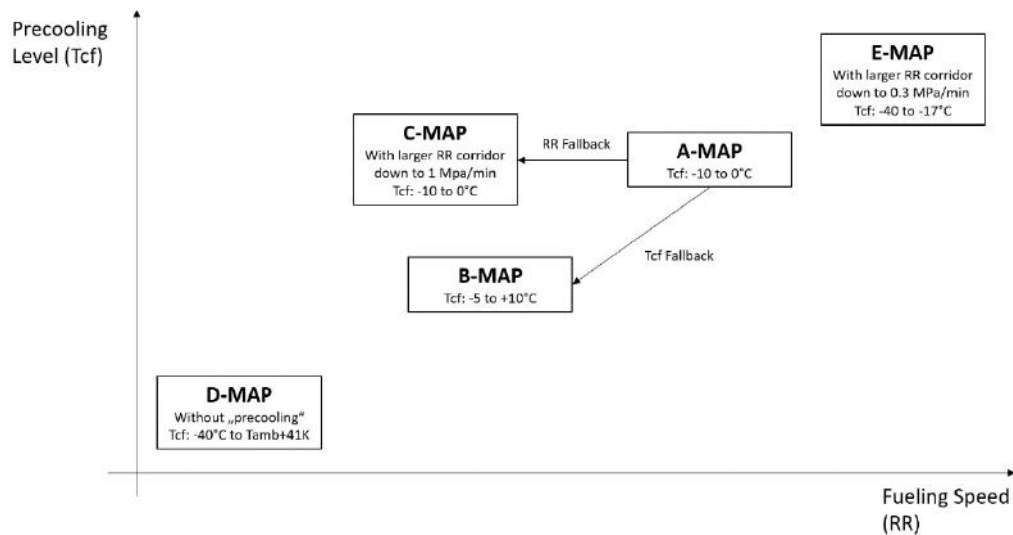 Precooling
Level (Tcf)
E-MAP
With larger RR corridor
down to 0.3 MPa/min
Tcf: -40 to -17°C
C-MAP
With larger RR corridor
down to 1 Mpa/min
Tcf: -10 to 0°C
RR Fallback
A-MAP
Tcf: -10 to 0°C
Tcf Fallback
B-MAP
Tcf: -5 to +10°C
D-MAP
Without „precooling“
Tcf: -40°C to Tamb+41K
Fueling Speed
(RR)